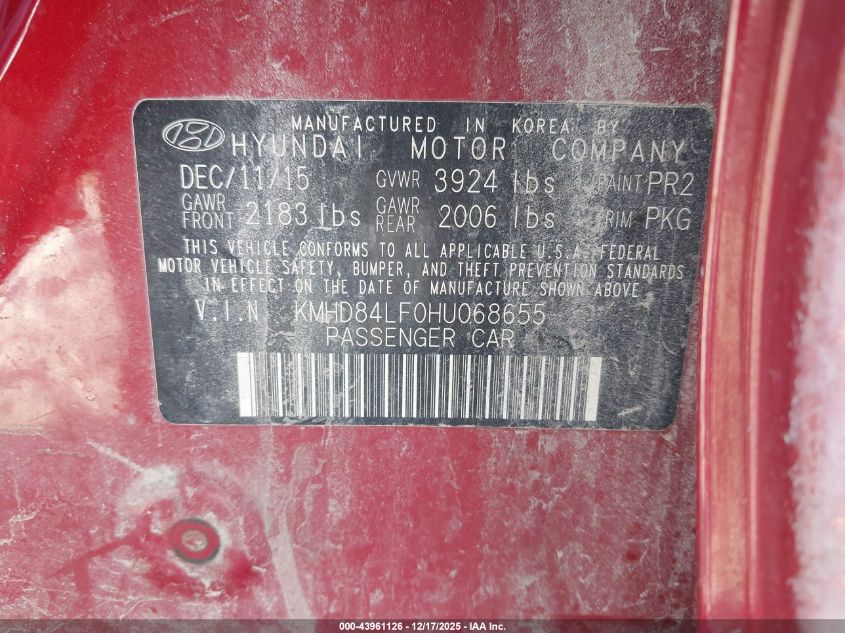 MANUFACTURED IN KOREA BY
HYUNDAI MOTOR COMPANY
DEC/11/15 GVWR 3924 lbs PAINT PR2
GAWR FRONT 2183 lbs GAWR REAR 2006 lbs TRIM PKG
THIS VEHICLE CONFORMS TO ALL APPLICABLE U.S.A. FEDERAL
MOTOR VEHICLE SAFETY, BUMPER, AND THEFT PREVENTION STANDARDS
IN EFFECT ON THE DATE OF MANUFACTURE SHOWN ABOVE.
V.I.N KMHD84LF0HU068655
PASSENGER CAR
000-43961126 - 12/17/2025 - IAA Inc.